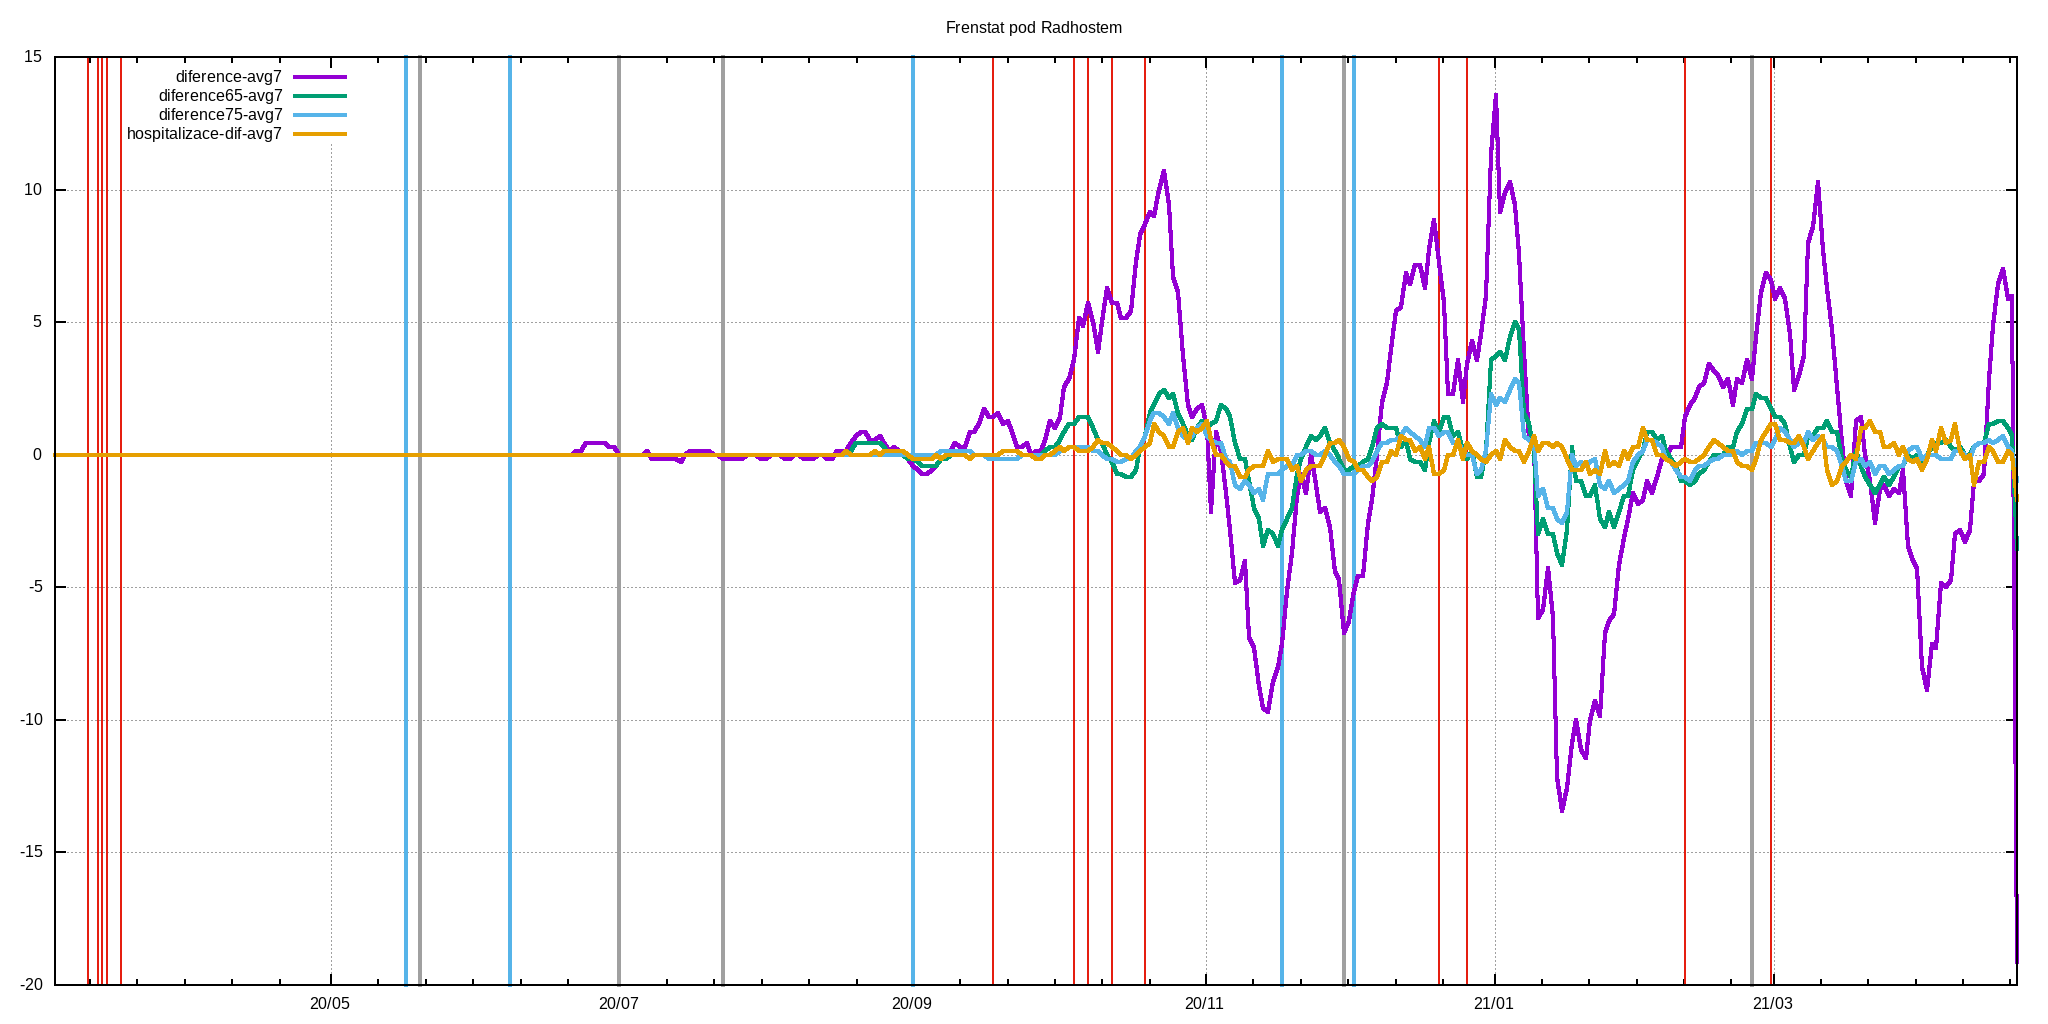 Frenstat pod Radhostem
15
10
5
0
-5
-10
-15
-20
diference-avg7
diference65-avg7
diference75-avg7
hospitalizace-dif-avg7
20/05 20/07 20/09 20/11 21/01 21/03